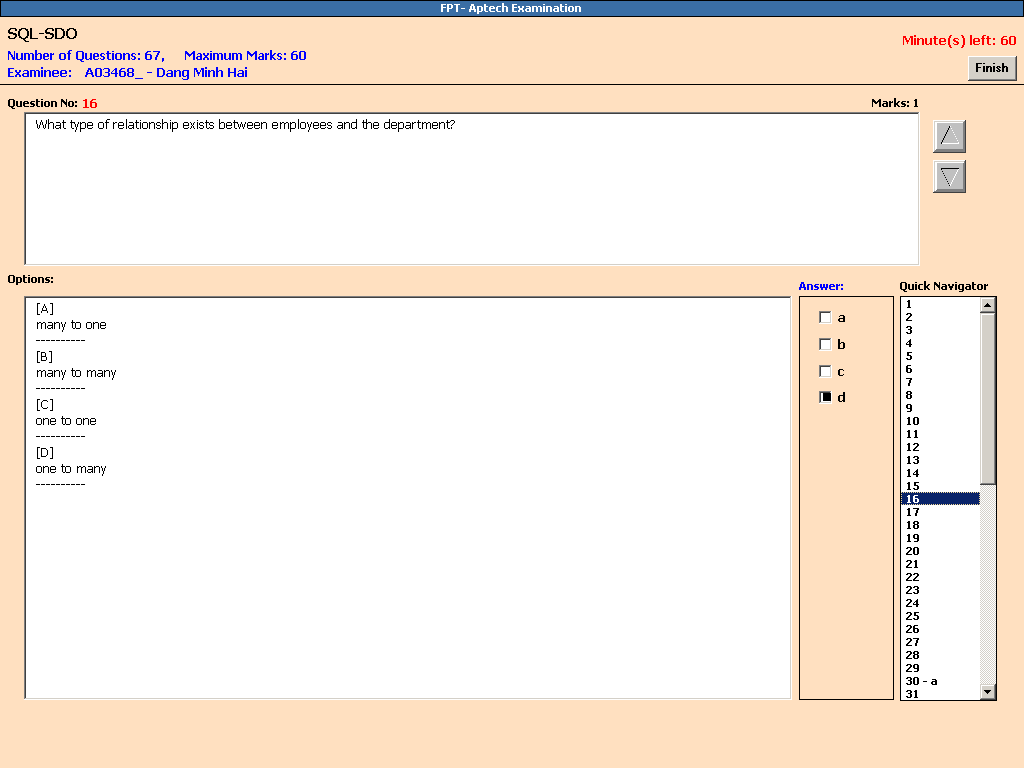 FPT- Aptech Examination
SQL-SDO
Number of Questions: 67, Maximum Marks: 60
Minute(s) left: 60
Examinee: A03468_ - Dang Minh Hai
Finish
Question No: 16
Marks: 1
What type of relationship exists between employees and the department?
Options:
Answer:
Quick Navigator
[A]
many to one
----------
[B]
many to many
----------
[C]
one to one
----------
[D]
one to many
----------
a
b
c
d
1
2
3
4
5
6
7
8
9
10
11
12
13
14
15
16
17
18
19
20
21
22
23
24
25
26
27
28
29
30 - a
31